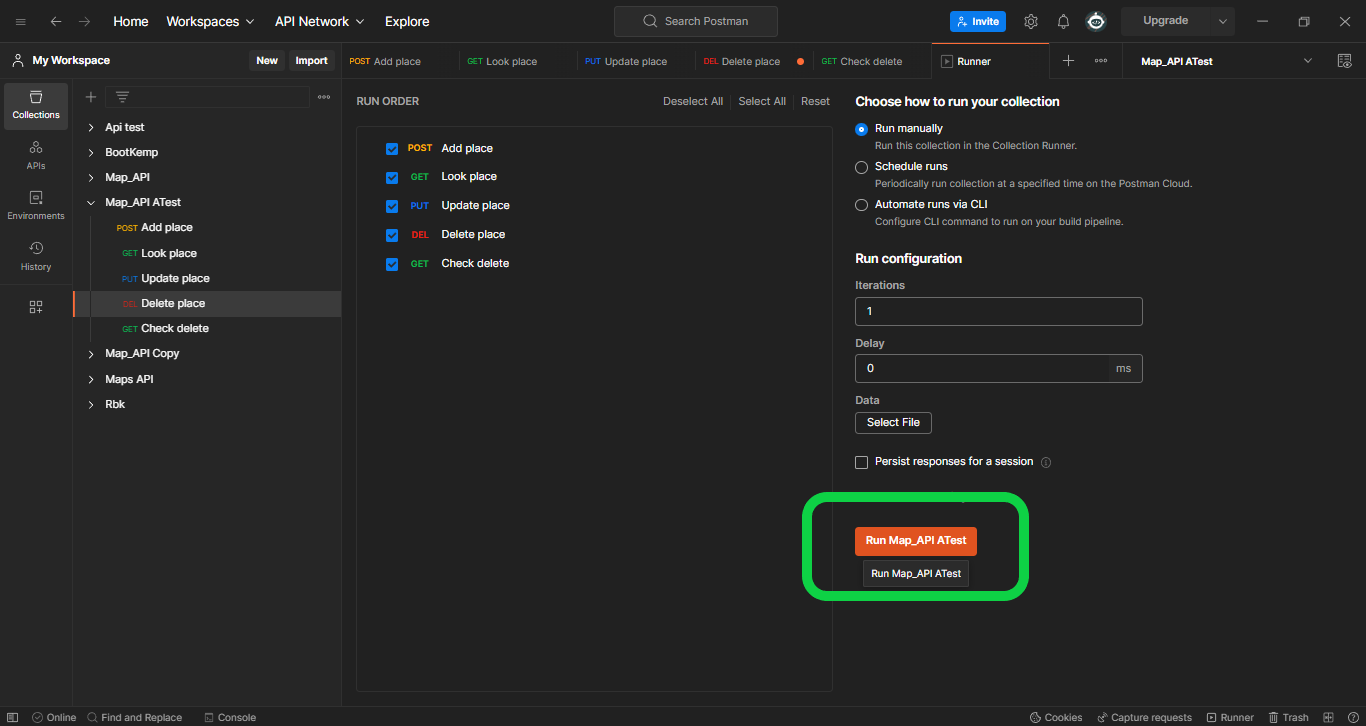 Home Workspaces API Network Explore Search Postman Invite Upgrade
My Workspace New Import POST Add place GET Look place PUT Update place DEL Delete place GET Check delete Runner Map_API ATest
Collections
APIs
Environments
History
Api test
BootKemp
Map_API
Map_API ATest
POST Add place
GET Look place
PUT Update place
DEL Delete place
GET Check delete
Map_API Copy
Maps API
Rbk
RUN ORDER Deselect All Select All Reset
POST Add place
GET Look place
PUT Update place
DEL Delete place
GET Check delete
Choose how to run your collection
Run manually
Run this collection in the Collection Runner.
Schedule runs
Periodically run collection at a specified time on the Postman Cloud.
Automate runs via CLI
Configure CLI command to run on your build pipeline.
Run configuration
Iterations
1
Delay
0 ms
Data
Select File
Persist responses for a session
Run Map_API ATest
Run Map_API ATest
Online Find and Replace Console Cookies Capture requests Runner Trash